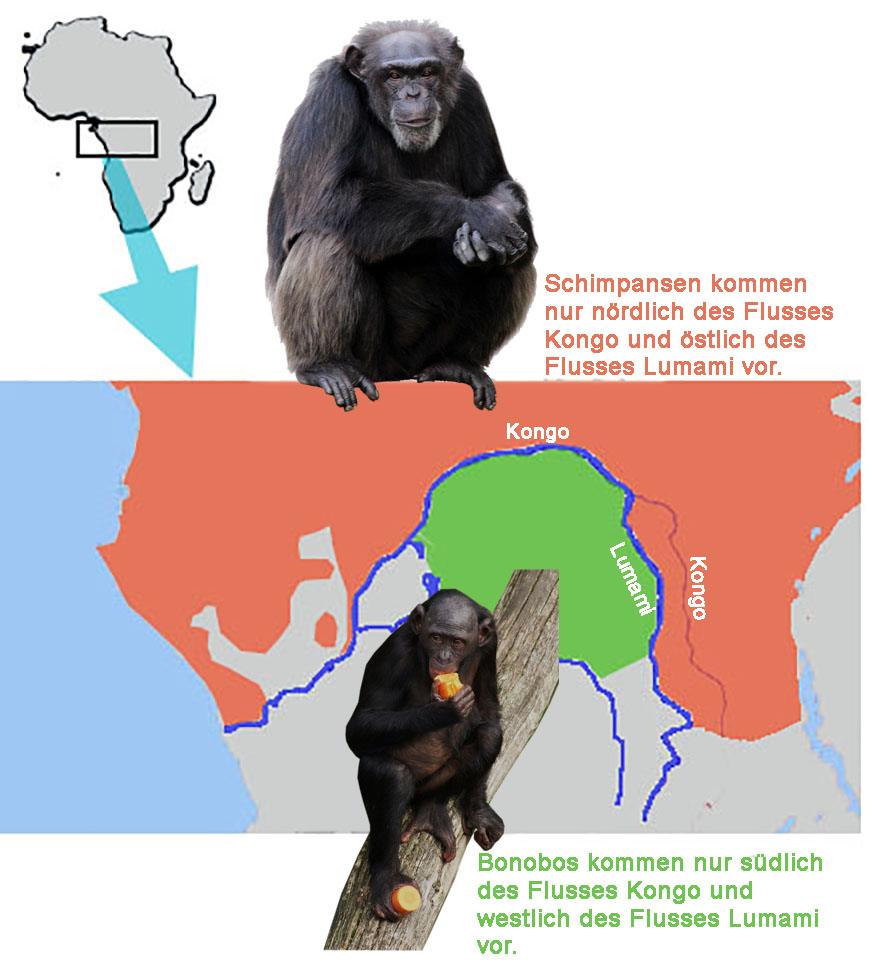 Schimpansen kommen
nur nördlich des Flusses
Kongo und östlich des
Flusses Lumami vor.
Kongo
Lumami
Kongo
Bonobos kommen nur südlich
des Flusses Kongo und
westlich des Flusses Lumami
vor.